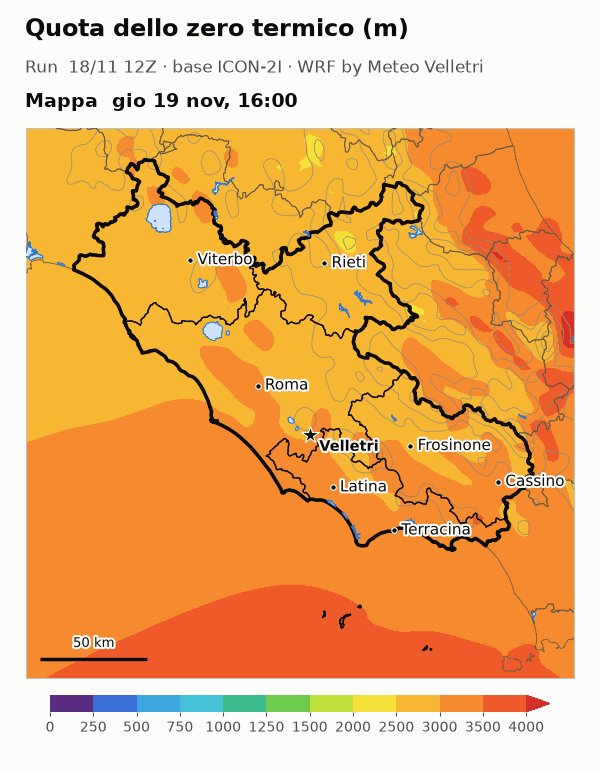 Quota dello zero termico (m)
Run  18/11 12Z · base ICON-2I · WRF by Meteo Velletri
Mappa  gio 19 nov, 16:00
Viterbo
Rieti
Roma
Velletri
Frosinone
Cassino
Latina
Terracina
50 km
0 250 500 750 1000 1250 1500 2000 2500 3000 3500 4000